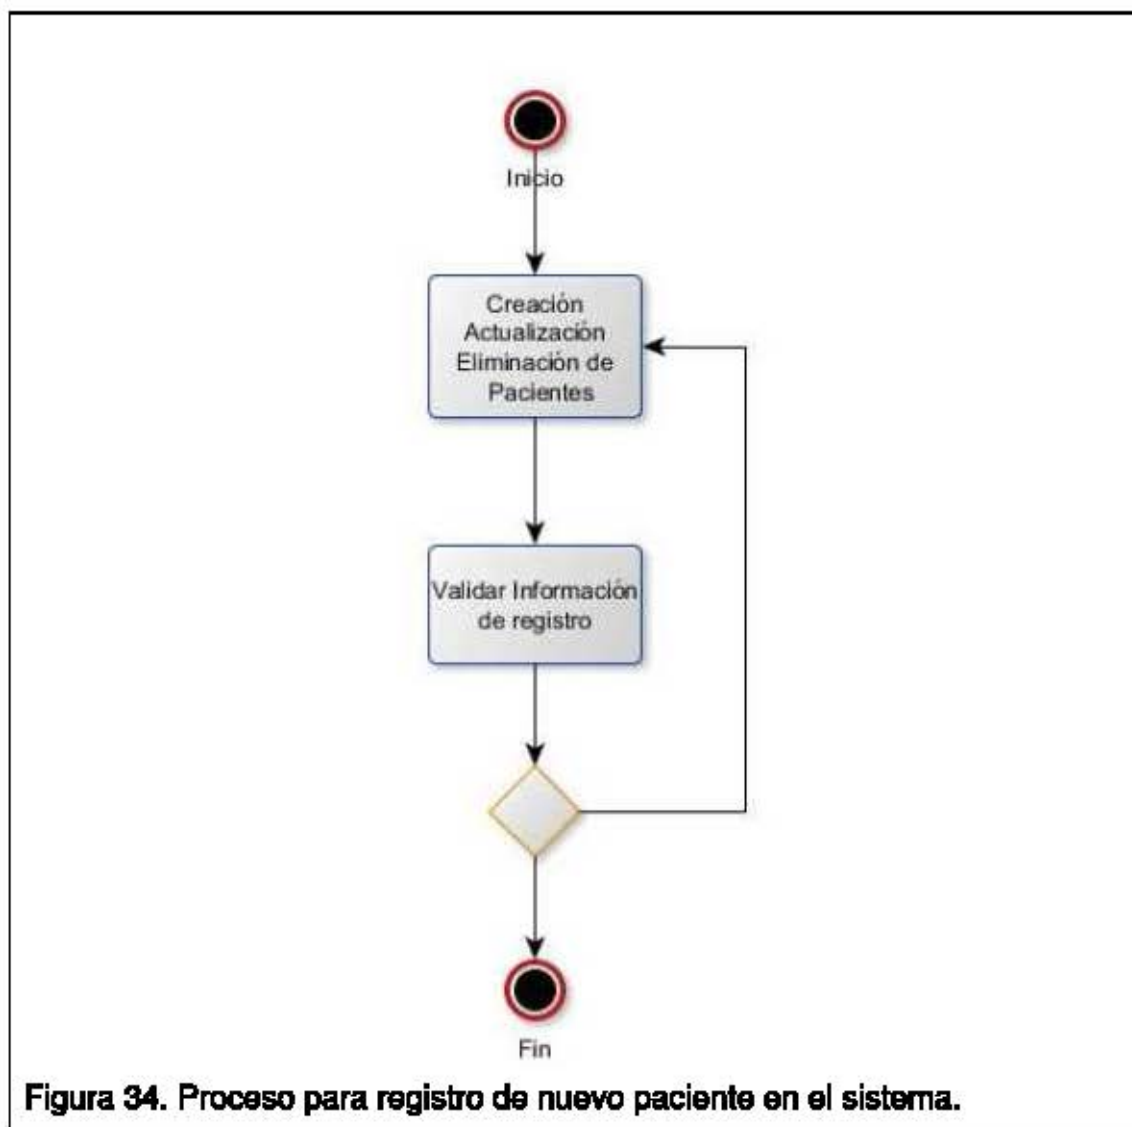 Inicio
Creación
Actualización
Eliminación de
Pacientes
Validar Información
de registro
Fin
Figura 34. Proceso para registro de nuevo paciente en el sistema.